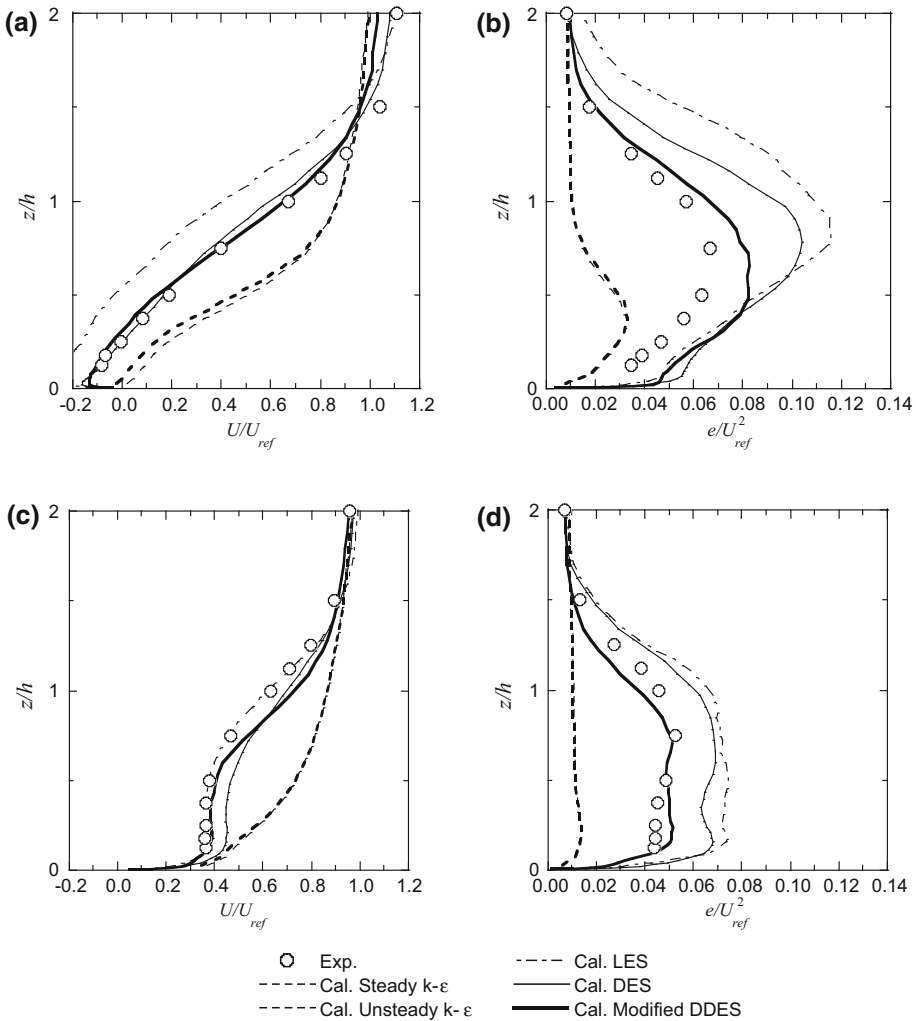 (a)
2
z/h
1
0
-0.2 0.0 0.2 0.4 0.6 0.8 1.0 1.2
U/U_ref
(b)
2
z/h
1
0
0.00 0.02 0.04 0.06 0.08 0.10 0.12 0.14
e/U²_ref
(c)
2
z/h
1
0
-0.2 0.0 0.2 0.4 0.6 0.8 1.0 1.2
U/U_ref
(d)
2
z/h
1
0
0.00 0.02 0.04 0.06 0.08 0.10 0.12 0.14
e/U²_ref
Exp.
Cal. Steady k-ε
Cal. Unsteady k- ε
Cal. LES
Cal. DES
Cal. Modified DDES